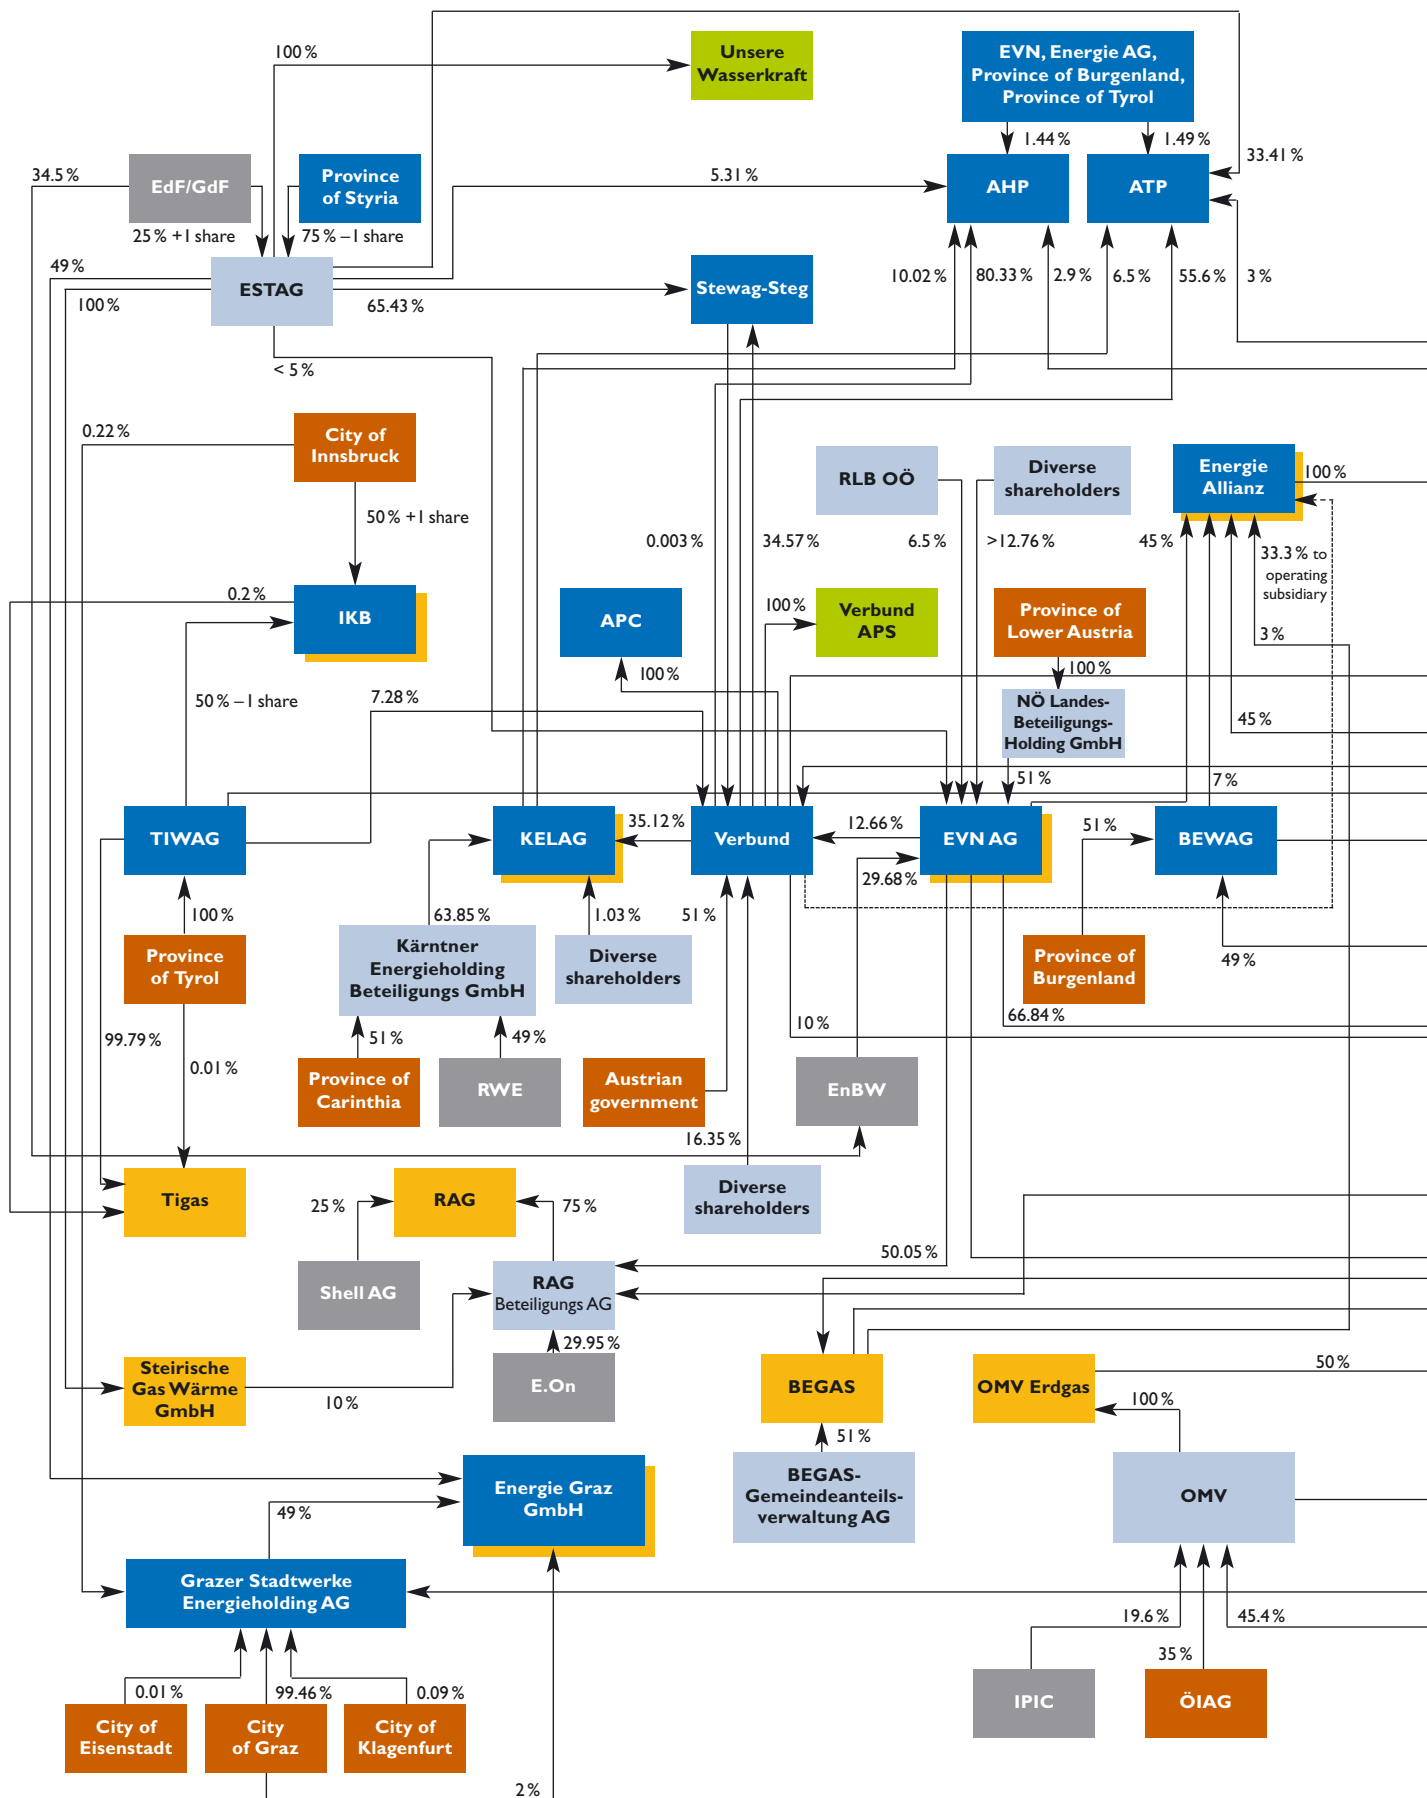 100 %
Unsere
Wasserkraft
EVN, Energie AG,
Province of Burgenland,
Province of Tyrol
1.44 %
1.49 %
33.41 %
34.5 %
EdF/GdF
Province
of Styria
5.31 %
AHP
ATP
25 % +1 share
75 % – 1 share
49 %
ESTAG
100 %
65.43 %
Stewag-Steg
10.02 %
80.33 %
2.9 %
6.5 %
55.6 %
3 %
< 5 %
0.22 %
City of
Innsbruck
50 % +1 share
RLB OÖ
Diverse
shareholders
Energie
Allianz
100 %
0.003 %
34.57 %
6.5 %
>12.76 %
45 %
33.3 % to
operating
subsidiary
0.2 %
IKB
APC
100 %
Verbund
APS
Province of
Lower Austria
3 %
100 %
100 %
50 % – 1 share
7.28 %
NÖ Landes-
Beteiligungs-
Holding GmbH
45 %
51 %
7 %
TIWAG
KELAG
35.12 %
Verbund
12.66 %
EVN AG
51 %
BEWAG
29.68 %
100 %
63.85 %
1.03 %
51 %
Province
of Tyrol
Kärntner
Energieholding
Beteiligungs GmbH
Diverse
shareholders
Province of
Burgenland
49 %
66.84 %
99.79 %
0.01 %
51 %
49 %
10 %
Province of
Carinthia
RWE
Austrian
government
EnBW
16.35 %
Tigas
25 %
RAG
75 %
Diverse
shareholders
50.05 %
Shell AG
RAG
Beteiligungs AG
29.95 %
Steirische
Gas Wärme
GmbH
10 %
E.On
BEGAS
OMV Erdgas
50 %
100 %
51 %
BEGAS-
Gemeindeanteils-
verwaltung AG
OMV
Energie Graz
GmbH
49 %
Grazer Stadtwerke
Energieholding AG
19.6 %
45.4 %
35 %
0.01 %
99.46 %
0.09 %
City of
Eisenstadt
City
of Graz
City of
Klagenfurt
IPIC
ÖIAG
2 %